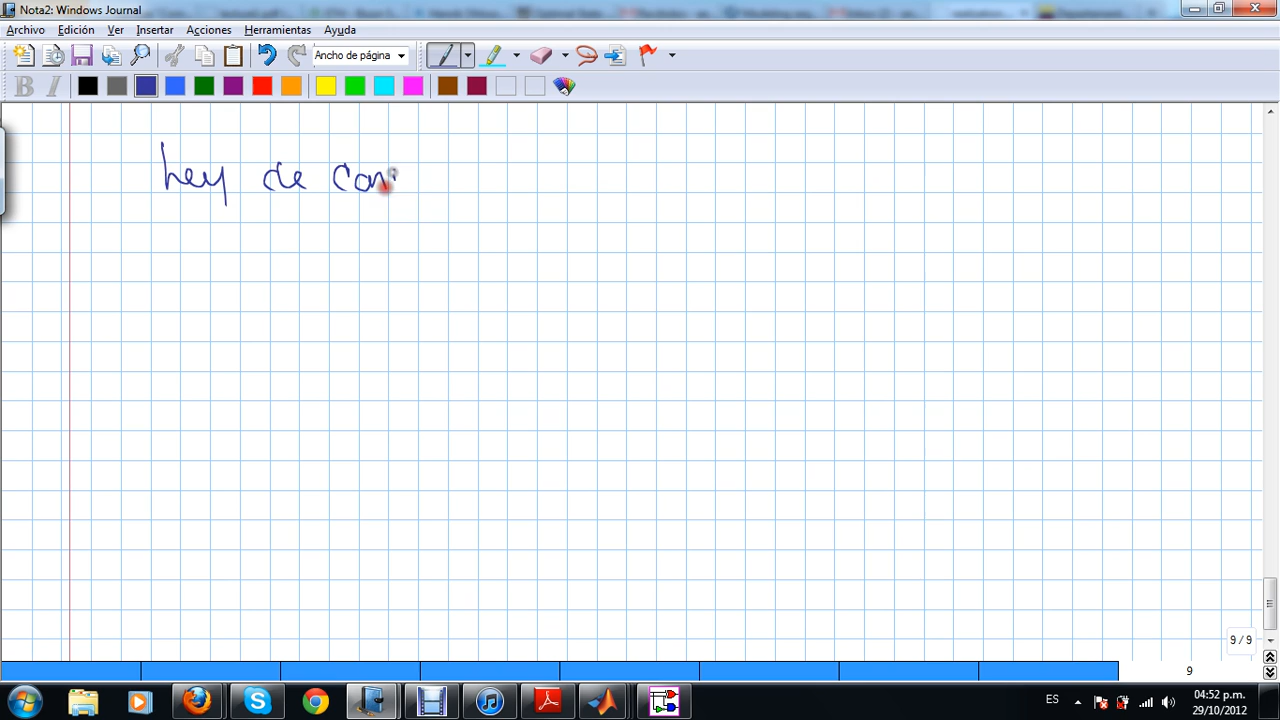 Nota2: Windows Journal
Archivo Edición Ver Insertar Acciones Herramientas Ayuda
Ancho de página
B I
Ley de Con
9 / 9
9
ES 04:52 p.m.
29/10/2012